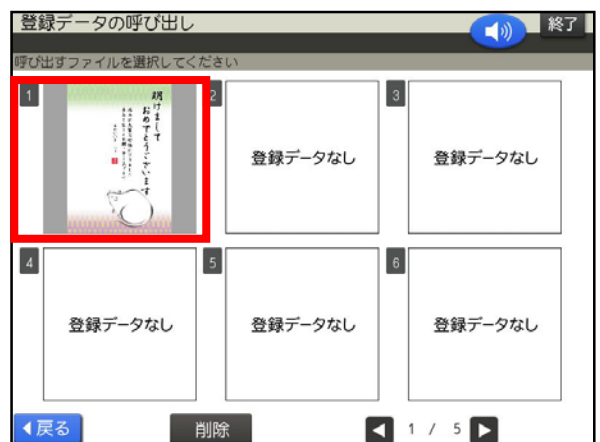 登録データの呼び出し
終了
呼び出すファイルを選択してください
1
明けまして
おめでとうございます
2
登録データなし
3
登録データなし
4
登録データなし
5
登録データなし
6
登録データなし
戻る
削除
1 / 5